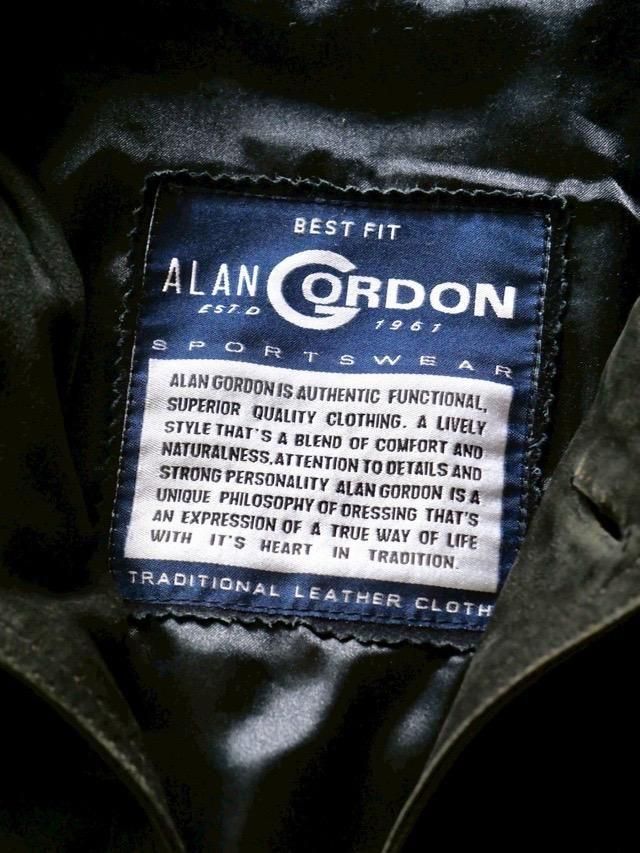 BEST FIT
ALAN GORDON
EST.D 1961
SPORTSWEAR
ALAN GORDON IS AUTHENTIC FUNCTIONAL,
SUPERIOR QUALITY CLOTHING. A LIVELY
STYLE THAT'S A BLEND OF COMFORT AND
NATURALNESS,ATTENTION TO DETAILS AND
STRONG PERSONALITY ALAN GORDON IS A
UNIQUE PHILOSOPHY OF DRESSING THAT'S
AN EXPRESSION OF A TRUE WAY OF LIFE
WITH IT'S HEART IN TRADITION.
TRADITIONAL LEATHER CLOTH